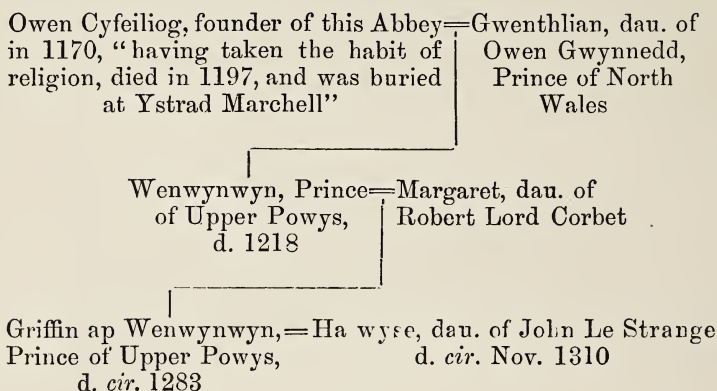 Owen Cyfeiliog, founder of this Abbey=Gwenthlian, dau. of
in 1170, “having taken the habit of Owen Gwynnedd,
religion, died in 1197, and was buried Prince of North
at Ystrad Marchell” Wales
Wenwynwyn, Prince=Margaret, dau. of
of Upper Powys, Robert Lord Corbet
d. 1218
Griffin ap Wenwynwyn,=Ha wyse, dau. of John Le Strange
Prince of Upper Powys, d. cir. Nov. 1310
d. cir. 1283